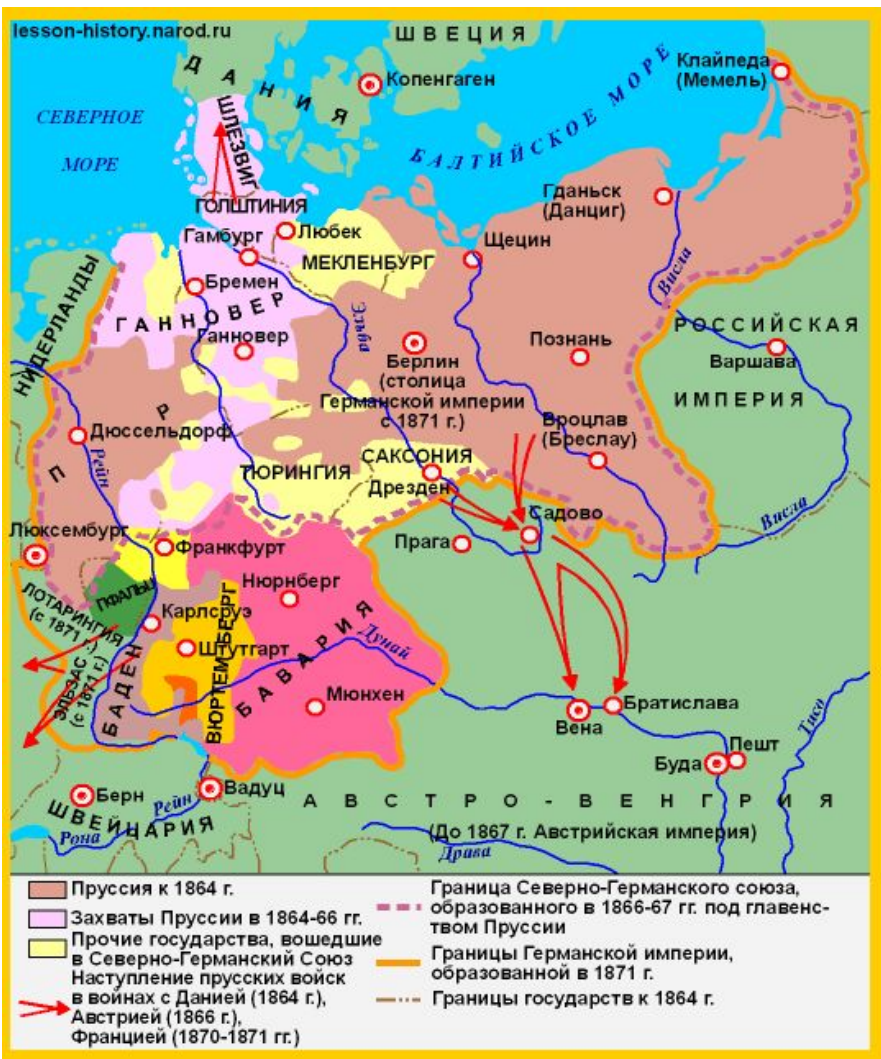 lesson-history.narod.ru
ШВЕЦИЯ
ДАНИЯ
Копенгаген
Клайпеда
(Мемель)
СЕВЕРНОЕ
МОРЕ
ШЛЕЗВИГ
БАЛТИЙСКОЕ МОРЕ
Гданьск
(Данциг)
ГОЛШТИНИЯ
Любек
Гамбург
Щецин
МЕКЛЕНБУРГ
Висла
Бремен
НИДЕРЛАНДЫ
ГАННОВЕР
Ганновер
Эльба
РОССИЙСКАЯ
ИМПЕРИЯ
Варшава
Берлин
(столица
Германской империи
с 1871 г.)
Познань
П Р
Дюссельдорф
Рейн
Вроцлав
(Бреслау)
САКСОНИЯ
ТЮРИНГИЯ
Дрезден
Садово
Висла
Прага
Люксембург
Франкфурт
ПФАЛЬЦ
Нюрнберг
ЛОТАРИНГИЯ
(с 1871 г.)
Карлсруэ
ЭЛЬЗАС
(с 1871 г.)
БАДЕН
Штутгарт
ВЮРТЕМБЕРГ
БАВАРИЯ
Дунай
Мюнхен
Вена
Братислава
Тисо
Буда
Пешт
Берн
Рейн
Вадуц
ШВЕЙЦАРИЯ
Рона
АВСТРО-ВЕНГРИЯ
(До 1867 г. Австрийская империя)
Драва
Пруссия к 1864 г.
Захваты Пруссии в 1864-66 гг.
Прочие государства, вошедшие
в Северно-Германский Союз
Наступление прусских войск
в войнах с Данией (1864 г.),
Австрией (1866 г.),
Францией (1870-1871 гг.)
Граница Северно-Германского союза,
образованного в 1866-67 гг. под главенс-
твом Пруссии
Границы Германской империи,
образованной в 1871 г.
Границы государств к 1864 г.